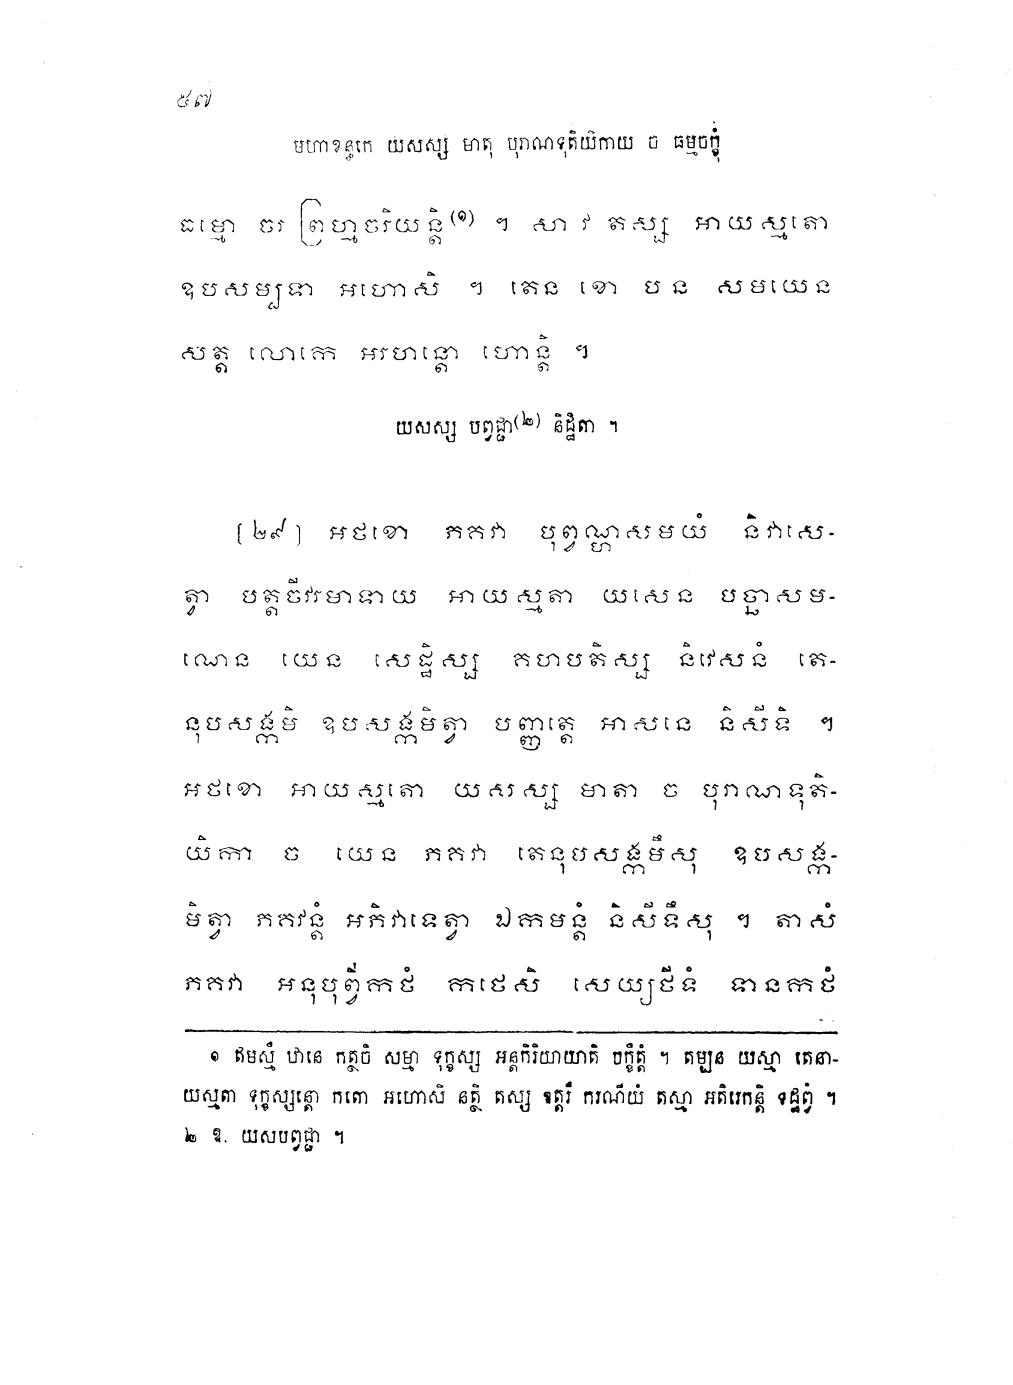 ៥៧
មហាខន្ធកេ យសស្ស មាតុ បុរាណទុតិយិកាយ ច ធម្មចក្ខុំ
ធម្មោ ចរ ព្រហ្មចរិយន្តិ(១) ។ សា វ តស្ស អាយស្មតោ
ឧបសម្បទា អហោសិ ។ តេន ខោ បន សមយេន
សត្ត លោកេ អរហន្តោ ហោន្តិ ។
យសស្ស បព្វជ្ជា(២) និដ្ឋិតា ។
[២៩] អថខោ ភគវា បុព្វណ្ហសមយំ និវាសេ-
ត្វា បត្តចីវរមាទាយ អាយស្មតា យសេន បច្ឆាសម-
ណេន យេន សេដ្ឋិស្ស គហបតិស្ស និវេសនំ តេ-
នុបសង្កមិ ឧបសង្កមិត្វា បញ្ញត្តេ អាសនេ និសីទិ ។
អថខោ អាយស្មតោ យសស្ស មាតា ច បុរាណទុតិ-
យិកា ច យេន ភគវា តេនុបសង្កមឹសុ ឧបសង្ក-
មិត្វា ភគវន្តំ អភិវាទេត្វា ឯកមន្តំ និសីទឹសុ ។ តាសំ
ភគវា អនុបុព្វិកថំ កថេសិ សេយ្យថីទំ ទានកថំ
១ ឥមស្មឹ ឋានេ កត្ថចិ សម្មា ទុក្ខស្ស អន្តកិរិយាយាតិ បក្ខិត្តំ ។ តម្បន យស្មា តេនា-
យស្មតា ទុក្ខស្សន្តោ កតោ អហោសិ នត្ថិ តស្ស ឧត្តរឹ ករណីយំ តស្មា អតិរេកន្តិ ទដ្ឋព្វំ ។
២ ឱ. យសបព្វជ្ជា ។